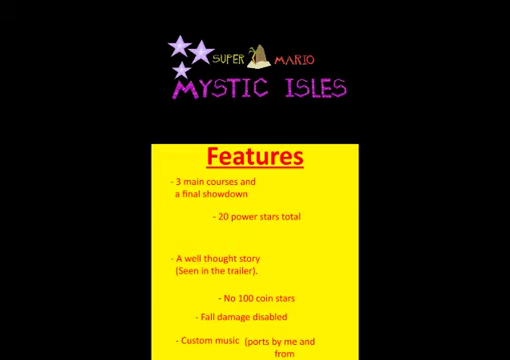 SUPER MARIO
MYSTIC ISLES
Features
- 3 main courses and
a final showdown
- 20 power stars total
- A well thought story
(Seen in the trailer).
- No 100 coin stars
- Fall damage disabled
- Custom music (ports by me and
from